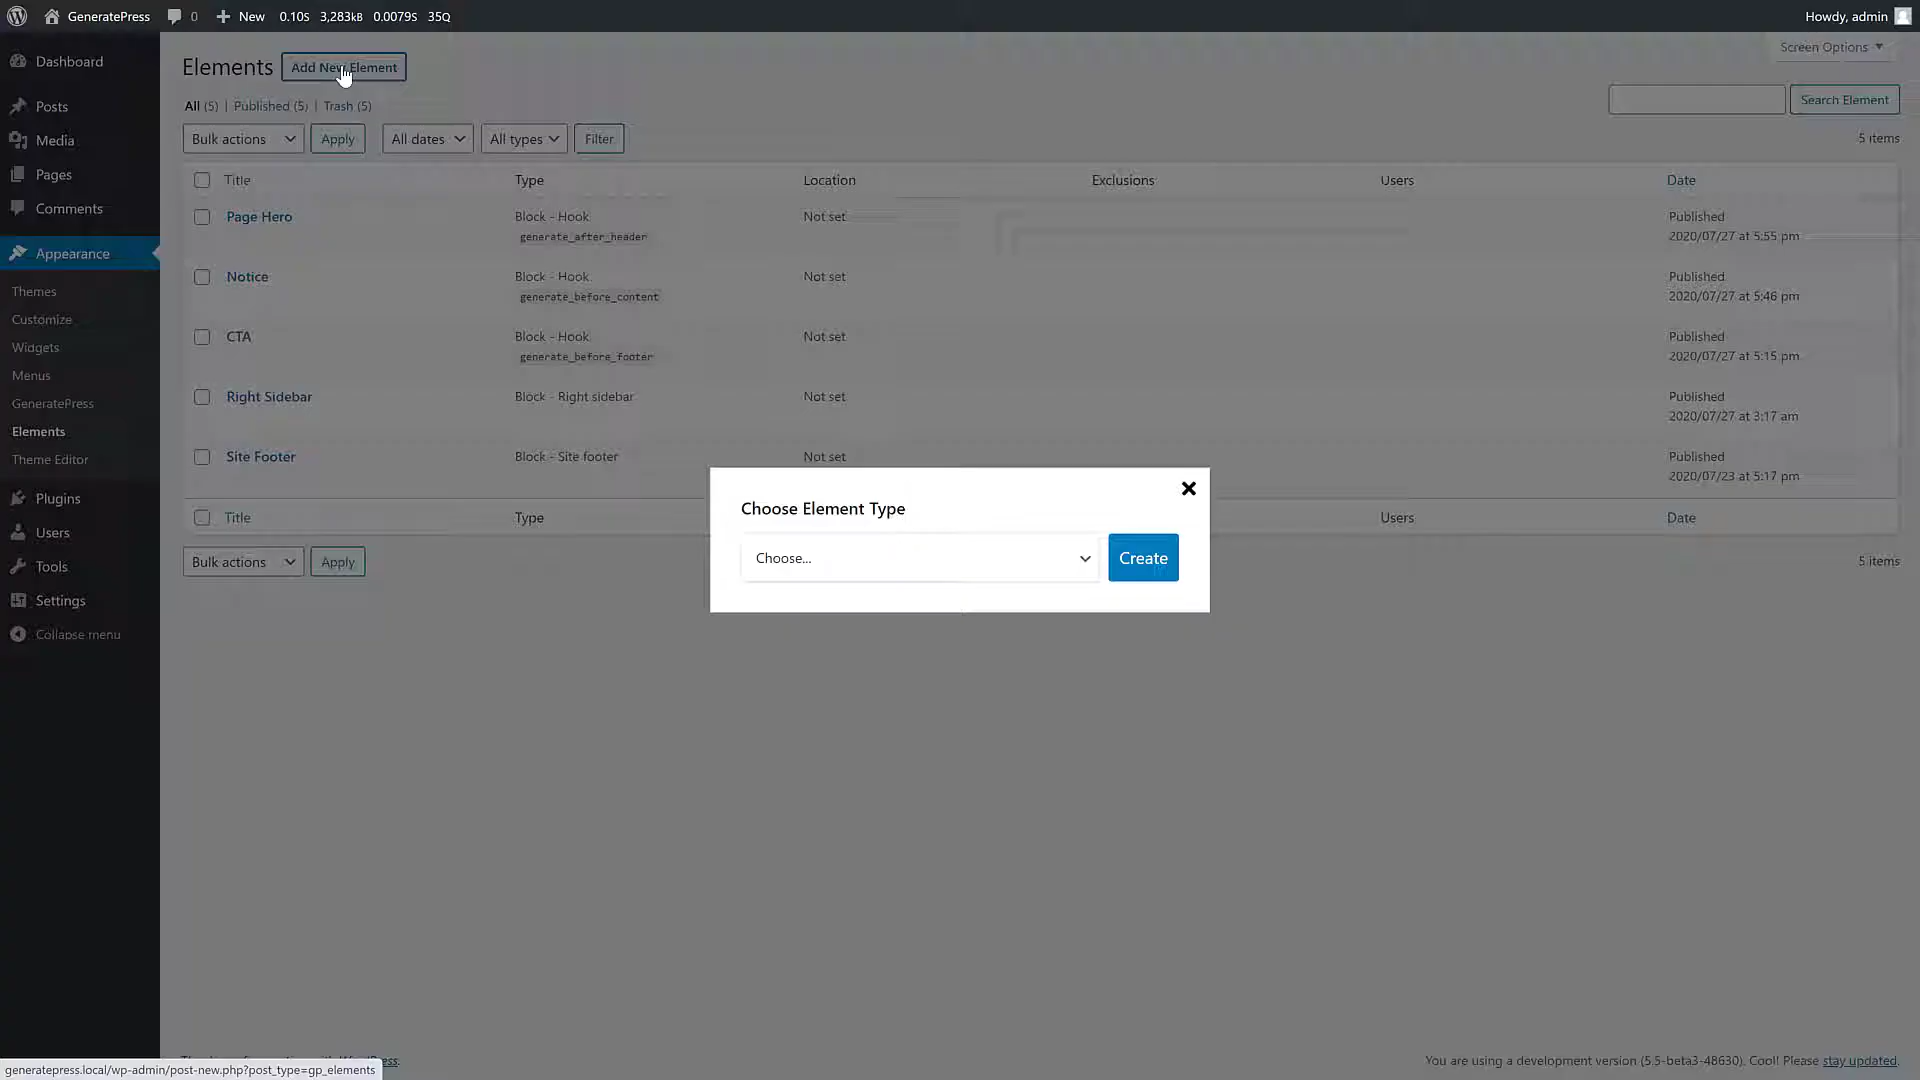 GeneratePress 0 New 0.10S 3,283kB 0.0079S 35Q Howdy, admin
Dashboard
Posts
Media
Pages
Comments
Appearance
Themes
Customize
Widgets
Menus
GeneratePress
Elements
Theme Editor
Plugins
Users
Tools
Settings
Collapse menu
Screen Options
Elements Add New Element
All (5) | Published (5) | Trash (5)
Search Element
Bulk actions Apply All dates All types Filter 5 items
Title Type Location Exclusions Users Date
Page Hero Block - Hook Not set Published
generate_after_header 2020/07/27 at 5:55 pm
Notice Block - Hook Not set Published
generate_before_content 2020/07/27 at 5:46 pm
CTA Block - Hook Not set Published
generate_before_footer 2020/07/27 at 5:15 pm
Right Sidebar Block - Right sidebar Not set Published
2020/07/27 at 3:17 am
Site Footer Block - Site footer Not set Published
2020/07/23 at 5:17 pm
Title Type Users Date
Bulk actions Apply 5 items
Choose Element Type
Choose... Create
You are using a development version (5.5-beta3-48630). Cool! Please stay updated.
generatepress.local/wp-admin/post-new.php?post_type=gp_elements